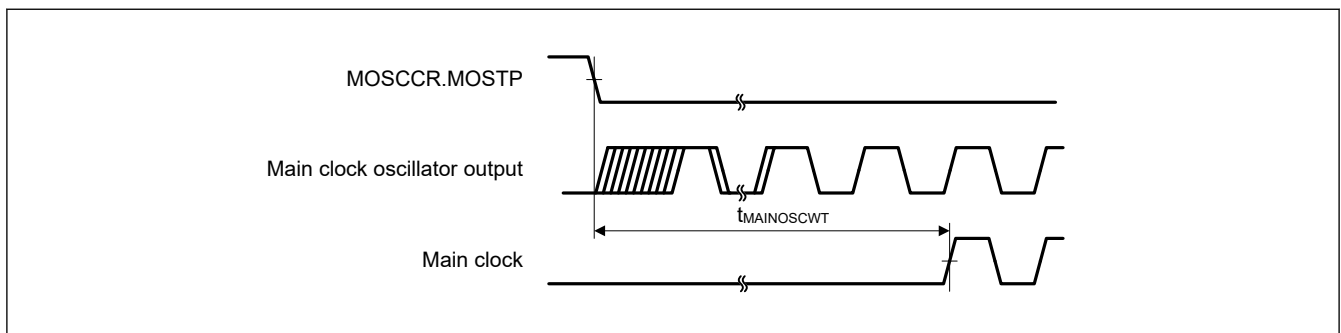 MOSCCR.MOSTP
Main clock oscillator output
tMAINOSCWT
Main clock